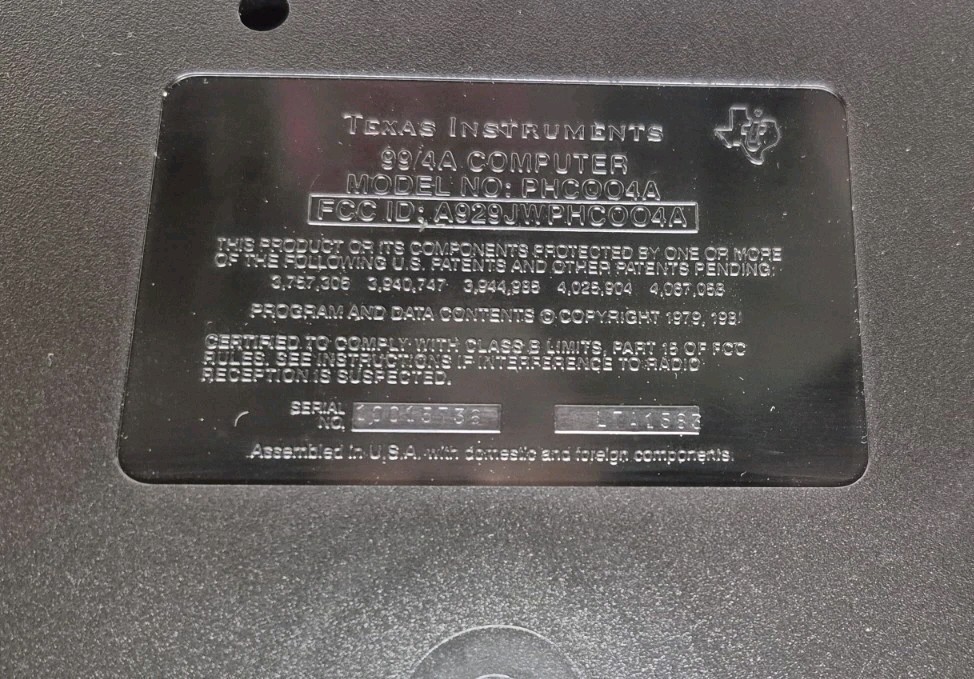 TEXAS INSTRUMENTS
99/4A COMPUTER
MODEL NO: PHC004A
FCC ID: A929JWPHC004A
THIS PRODUCT OR ITS COMPONENTS PROTECTED BY ONE OR MORE
OF THE FOLLOWING U.S. PATENTS AND OTHER PATENTS PENDING:
3,757,306 3,940,747 3,944,983 4,025,904 4,067,058
PROGRAM AND DATA CONTENTS © COPYRIGHT 1979, 1981
CERTIFIED TO COMPLY WITH CLASS B LIMITS, PART 15 OF FCC
RULES. SEE INSTRUCTIONS IF INTERFERENCE TO RADIO
RECEPTION IS SUSPECTED.
SERIAL
NO.
Assembled in U.S.A. with domestic and foreign components.